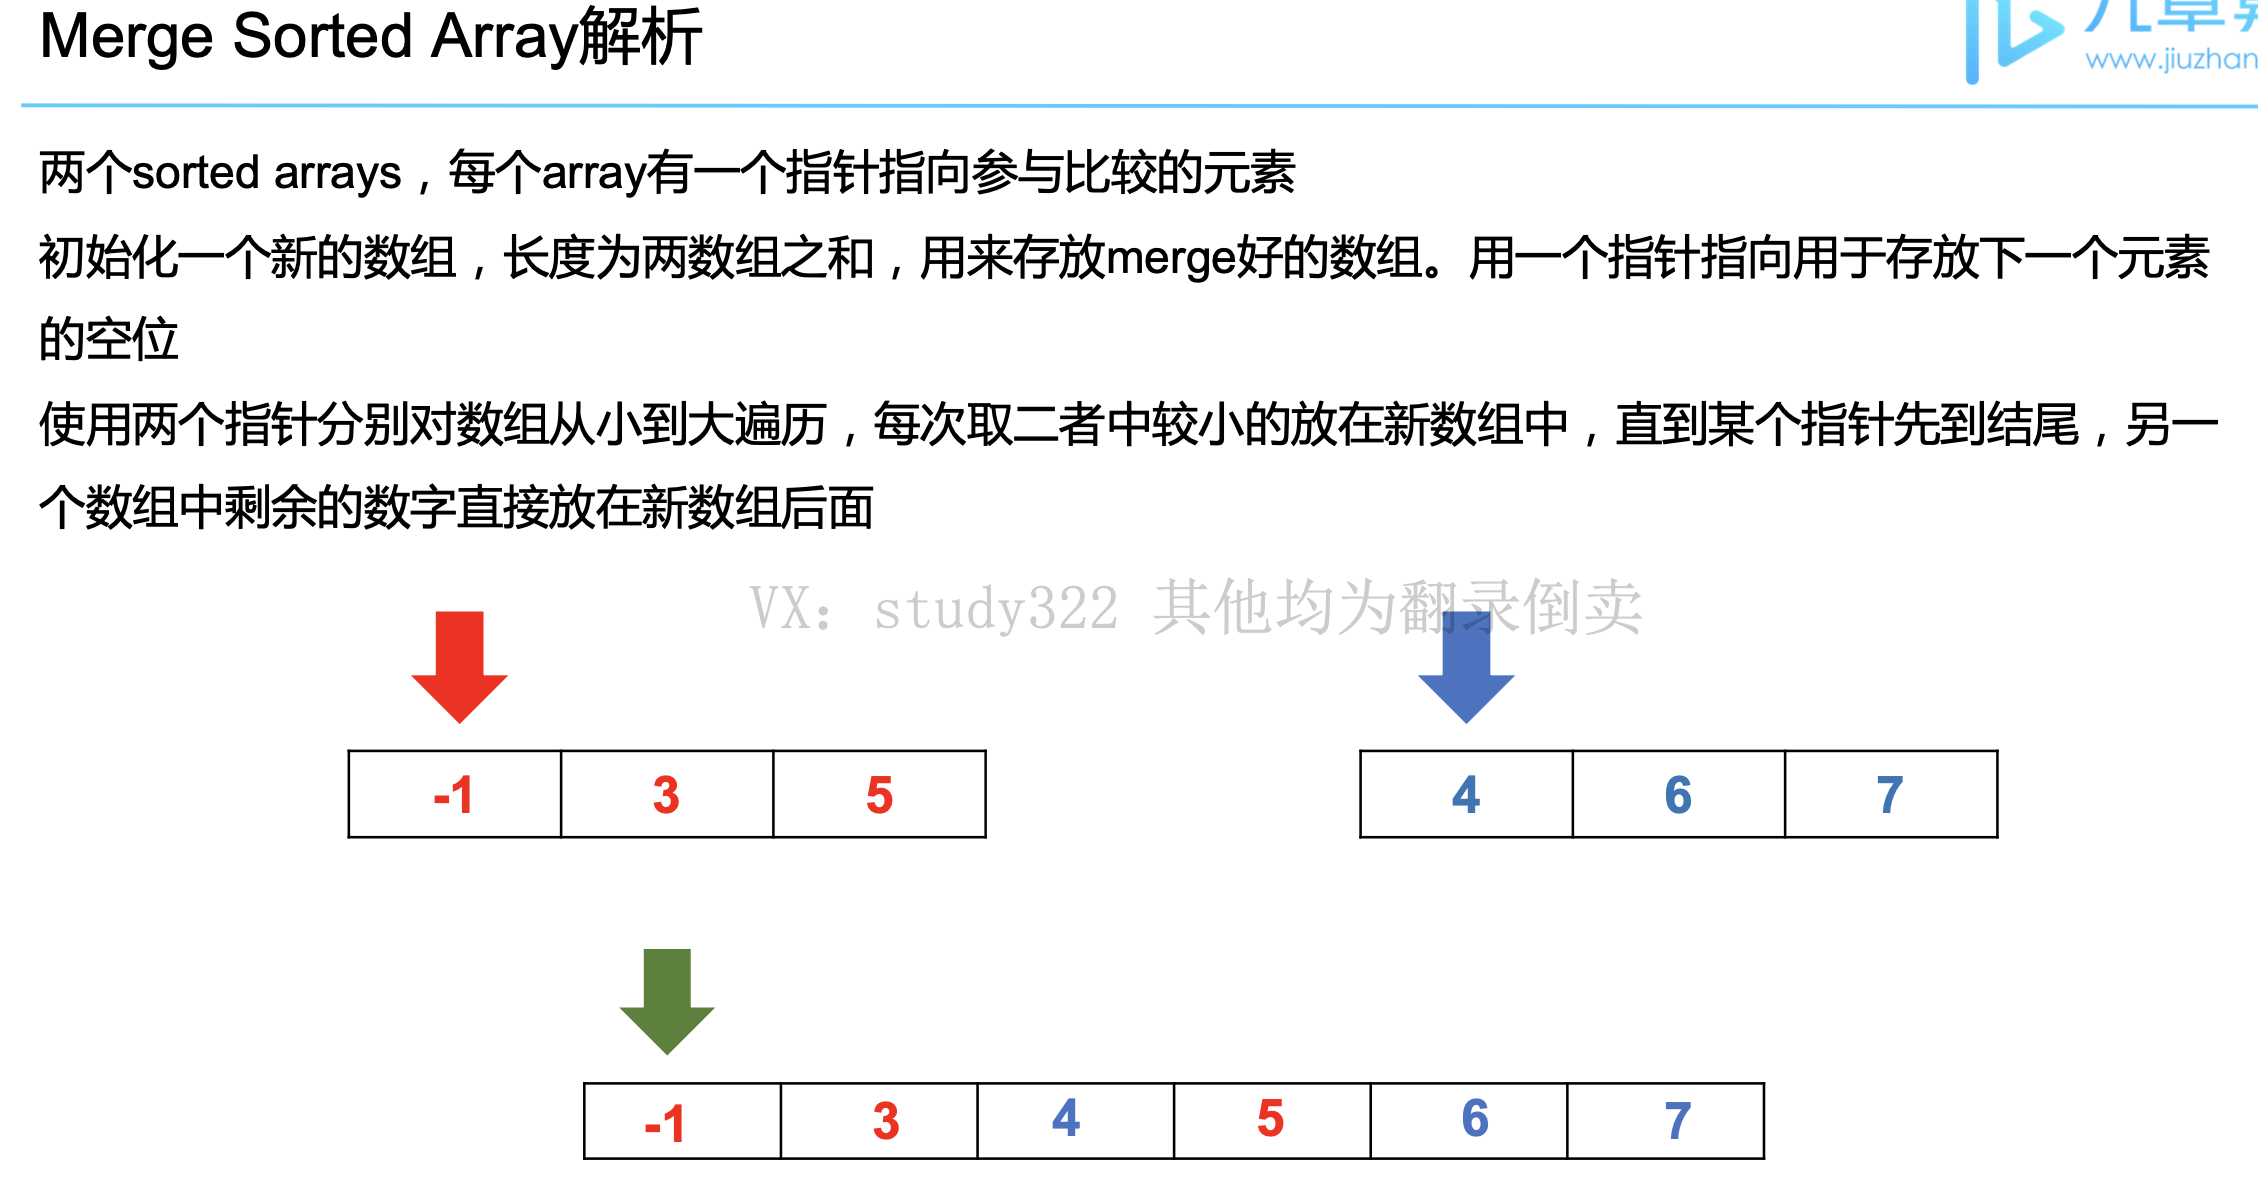 Merge Sorted Array解析
www.jiuzhan
两个sorted arrays，每个array有一个指针指向参与比较的元素
初始化一个新的数组，长度为两数组之和，用来存放merge好的数组。用一个指针指向用于存放下一个元素
的空位
使用两个指针分别对数组从小到大遍历，每次取二者中较小的放在新数组中，直到某个指针先到结尾，另一
个数组中剩余的数字直接放在新数组后面
VX：study322 其他均为翻录倒卖
-1 3 5
4 6 7
-1 3 4 5 6 7